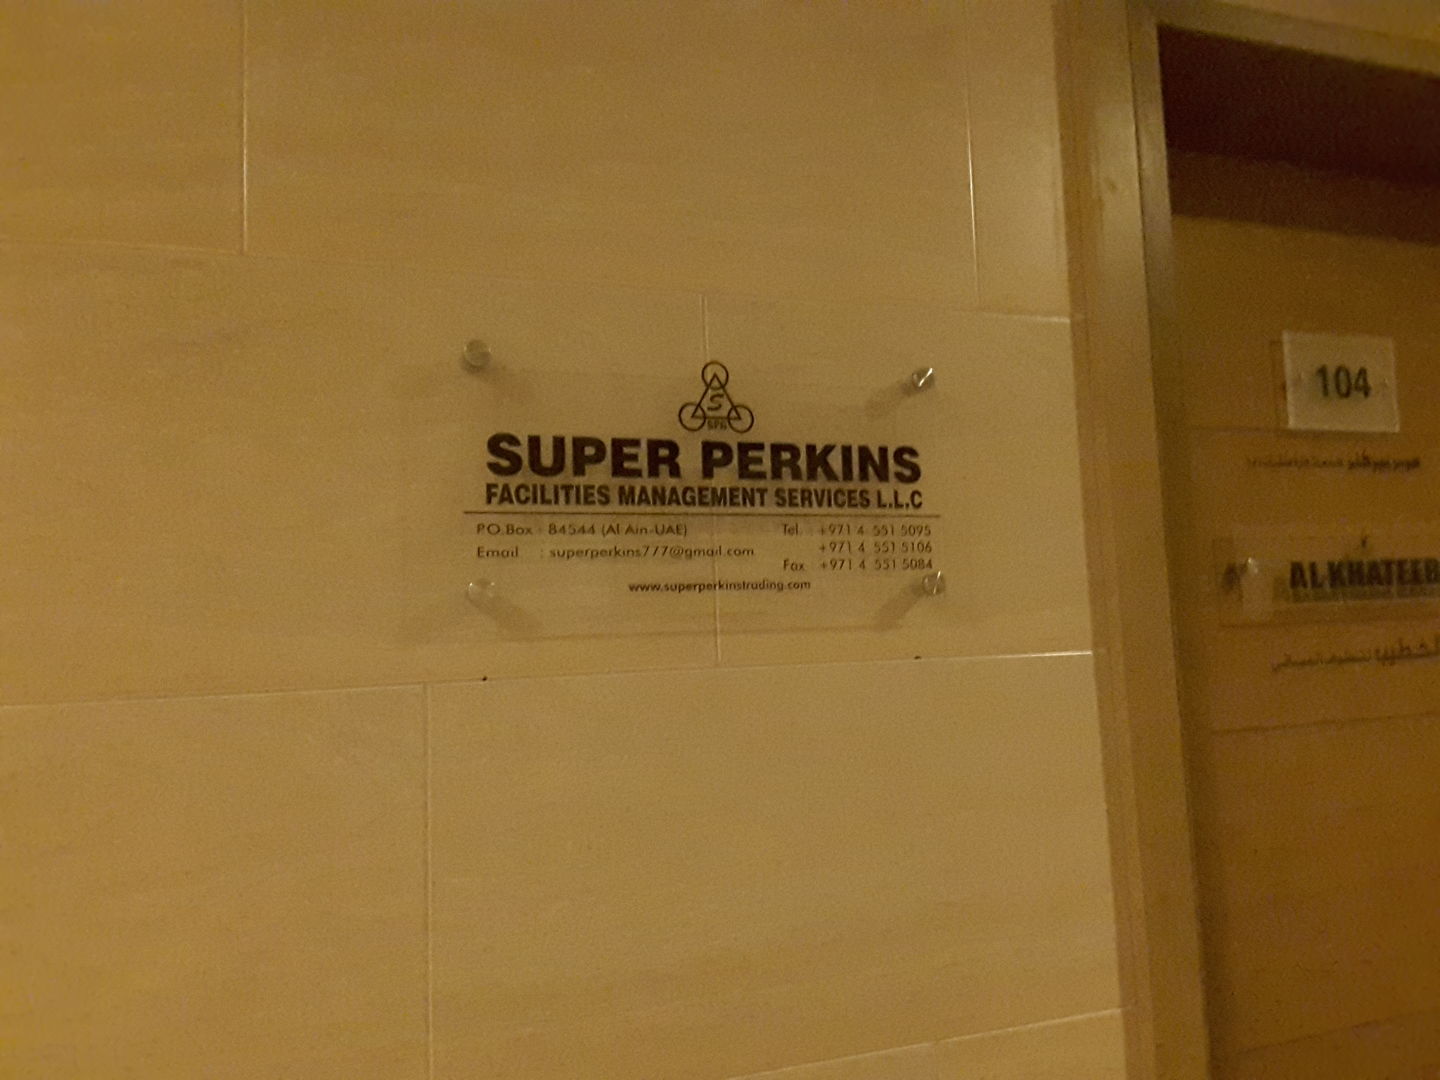 S
SPG
SUPER PERKINS
FACILITIES MANAGEMENT SERVICES L.L.C
P.O.Box : 84544 (Al Ain-UAE)
Email : superperkins777@gmail.com
Tel. : +971 4 551 5095
+971 4 551 5106
Fax : +971 4 551 5084
www.superperkinstrading.com
104
AL-KHATEEB